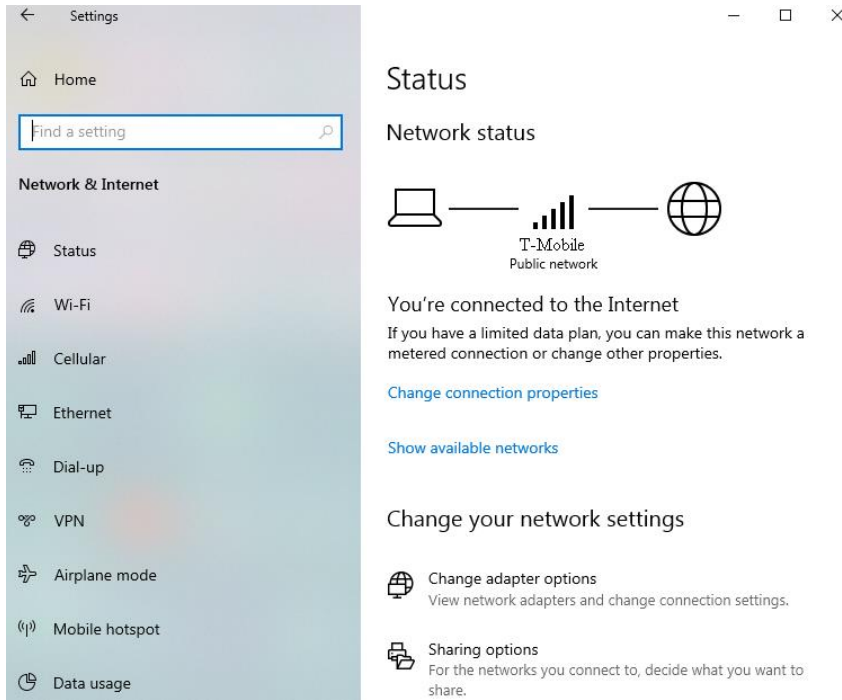 Settings
Home
Find a setting
Network & Internet
Status
Wi-Fi
Cellular
Ethernet
Dial-up
VPN
Airplane mode
Mobile hotspot
Data usage
Status
Network status
T-Mobile
Public network
You're connected to the Internet
If you have a limited data plan, you can make this network a
metered connection or change other properties.
Change connection properties
Show available networks
Change your network settings
Change adapter options
View network adapters and change connection settings.
Sharing options
For the networks you connect to, decide what you want to
share.